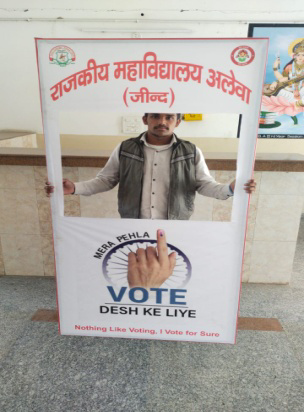 राजकीय महाविद्यालय अलेवा
(जीन्द)
MERA PEHLA
VOTE
DESH KE LIYE
Nothing Like Voting, I Vote for Sure